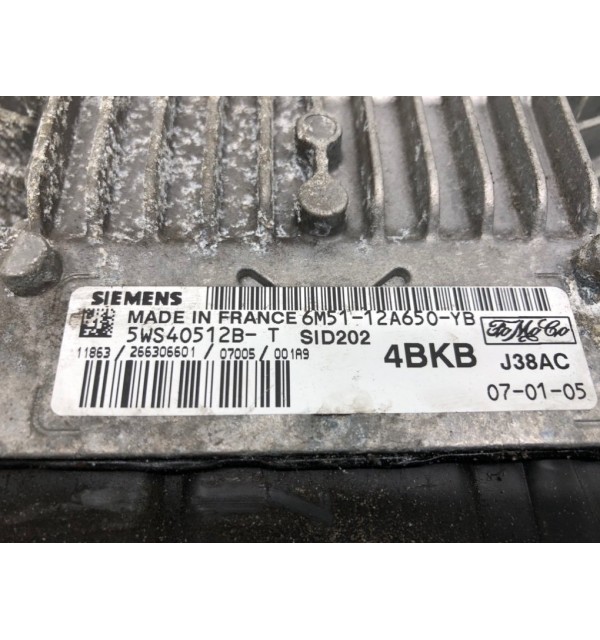 SIEMENS
MADE IN FRANCE 6M51-12A650-YB
5WS40512B- T SID202
FoMoCo
11863 / 266306601 / 07005 / 001A9
4BKB J38AC
07-01-05